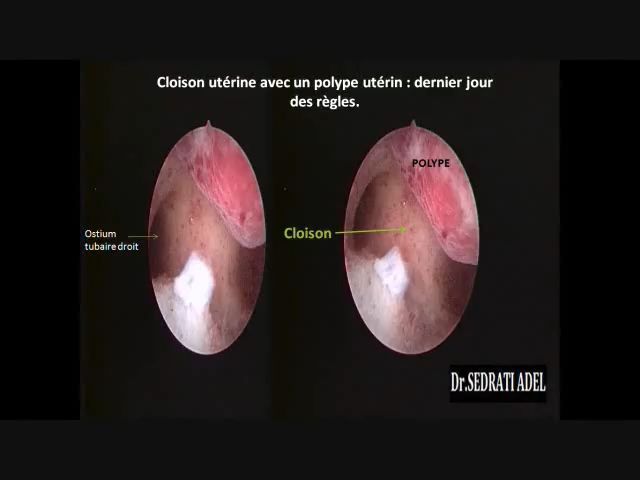 Cloison utérine avec un polype utérin : dernier jour
des règles.
POLYPE
Ostium
tubaire droit
Cloison
Dr.SEDRATI ADEL